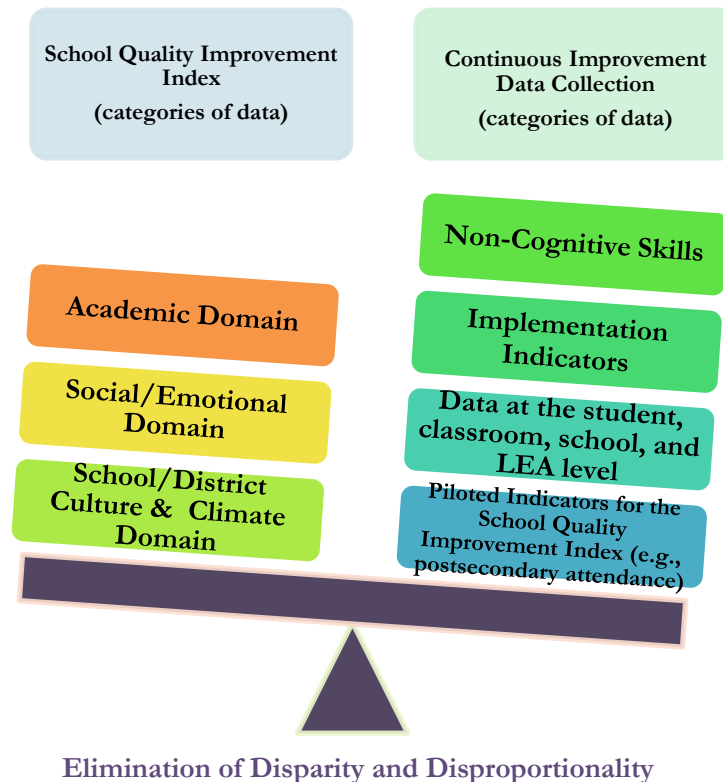 School Quality Improvement
Index
(categories of data)
Continuous Improvement
Data Collection
(categories of data)
Academic Domain
Social/Emotional
Domain
School/District
Culture &  Climate
Domain
Non-Cognitive Skills
Implementation
Indicators
Data at the student,
classroom, school, and
LEA level
Piloted Indicators for the
School Quality
Improvement Index (e.g.,
postsecondary attendance)
Elimination of Disparity and Disproportionality